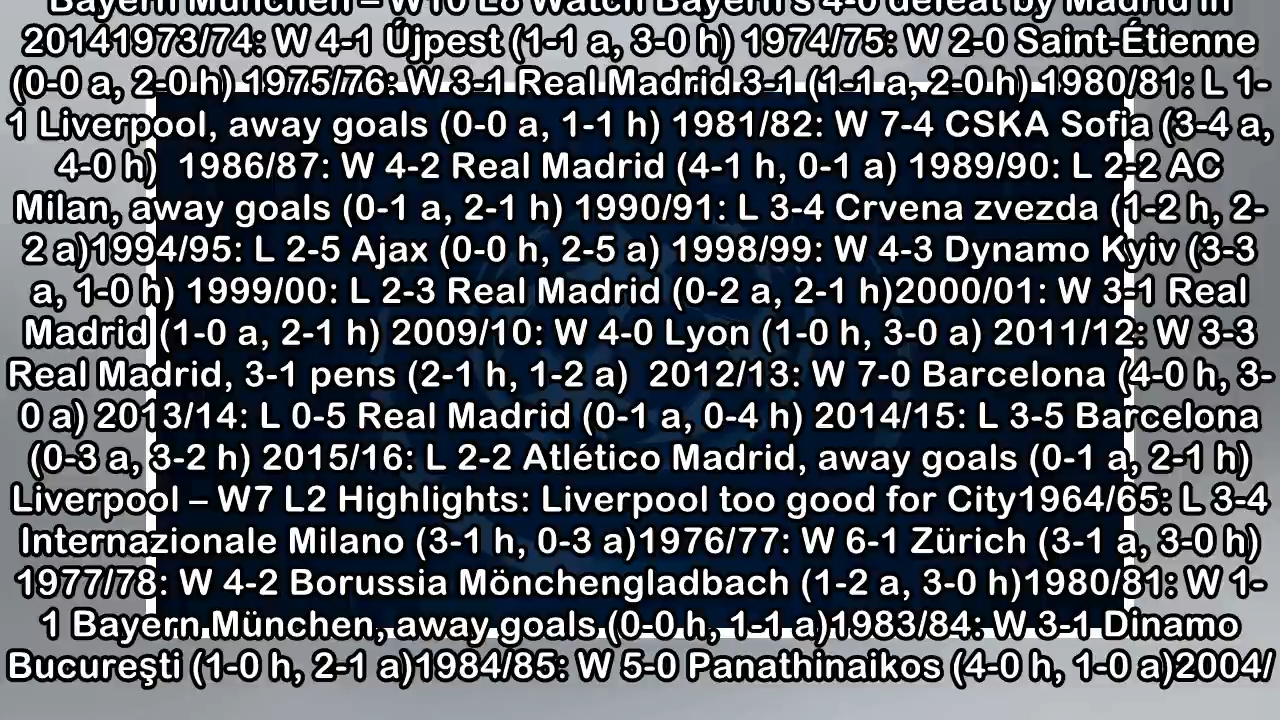 Bayern München – W10 L8 Watch Bayern's 4-0 defeat by Madrid in
20141973/74: W 4-1 Újpest (1-1 a, 3-0 h) 1974/75: W 2-0 Saint-Étienne
(0-0 a, 2-0 h) 1975/76: W 3-1 Real Madrid 3-1 (1-1 a, 2-0 h) 1980/81: L 1-
1 Liverpool, away goals (0-0 a, 1-1 h) 1981/82: W 7-4 CSKA Sofia (3-4 a,
4-0 h)  1986/87: W 4-2 Real Madrid (4-1 h, 0-1 a) 1989/90: L 2-2 AC
Milan, away goals (0-1 a, 2-1 h) 1990/91: L 3-4 Crvena zvezda (1-2 h, 2-
2 a)1994/95: L 2-5 Ajax (0-0 h, 2-5 a) 1998/99: W 4-3 Dynamo Kyiv (3-3
a, 1-0 h) 1999/00: L 2-3 Real Madrid (0-2 a, 2-1 h)2000/01: W 3-1 Real
Madrid (1-0 a, 2-1 h) 2009/10: W 4-0 Lyon (1-0 h, 3-0 a) 2011/12: W 3-3
Real Madrid, 3-1 pens (2-1 h, 1-2 a)  2012/13: W 7-0 Barcelona (4-0 h, 3-
0 a) 2013/14: L 0-5 Real Madrid (0-1 a, 0-4 h) 2014/15: L 3-5 Barcelona
(0-3 a, 3-2 h) 2015/16: L 2-2 Atlético Madrid, away goals (0-1 a, 2-1 h)
Liverpool – W7 L2 Highlights: Liverpool too good for City1964/65: L 3-4
Internazionale Milano (3-1 h, 0-3 a)1976/77: W 6-1 Zürich (3-1 a, 3-0 h)
1977/78: W 4-2 Borussia Mönchengladbach (1-2 a, 3-0 h)1980/81: W 1-
1 Bayern München, away goals (0-0 h, 1-1 a)1983/84: W 3-1 Dinamo
Bucureşti (1-0 h, 2-1 a)1984/85: W 5-0 Panathinaikos (4-0 h, 1-0 a)2004/